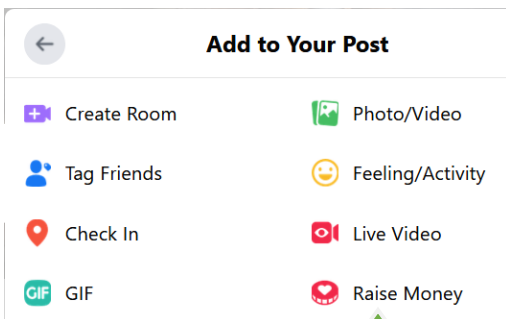 Add to Your Post
Create Room
Photo/Video
Tag Friends
Feeling/Activity
Check In
Live Video
GIF GIF
Raise Money